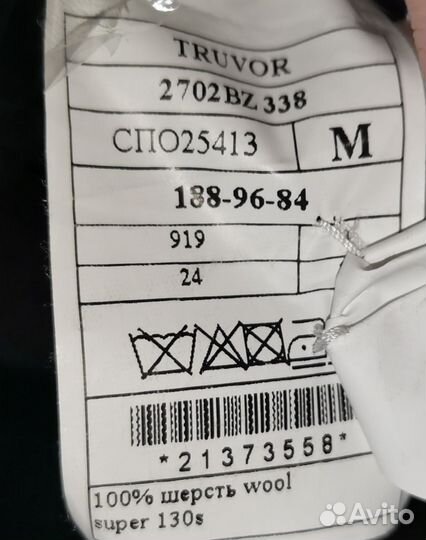 TRUVOR
2702BZ 338
СПО25413 M
188-96-84
919
24
*21373558*
100% шерсть wool
super 130s
Avito